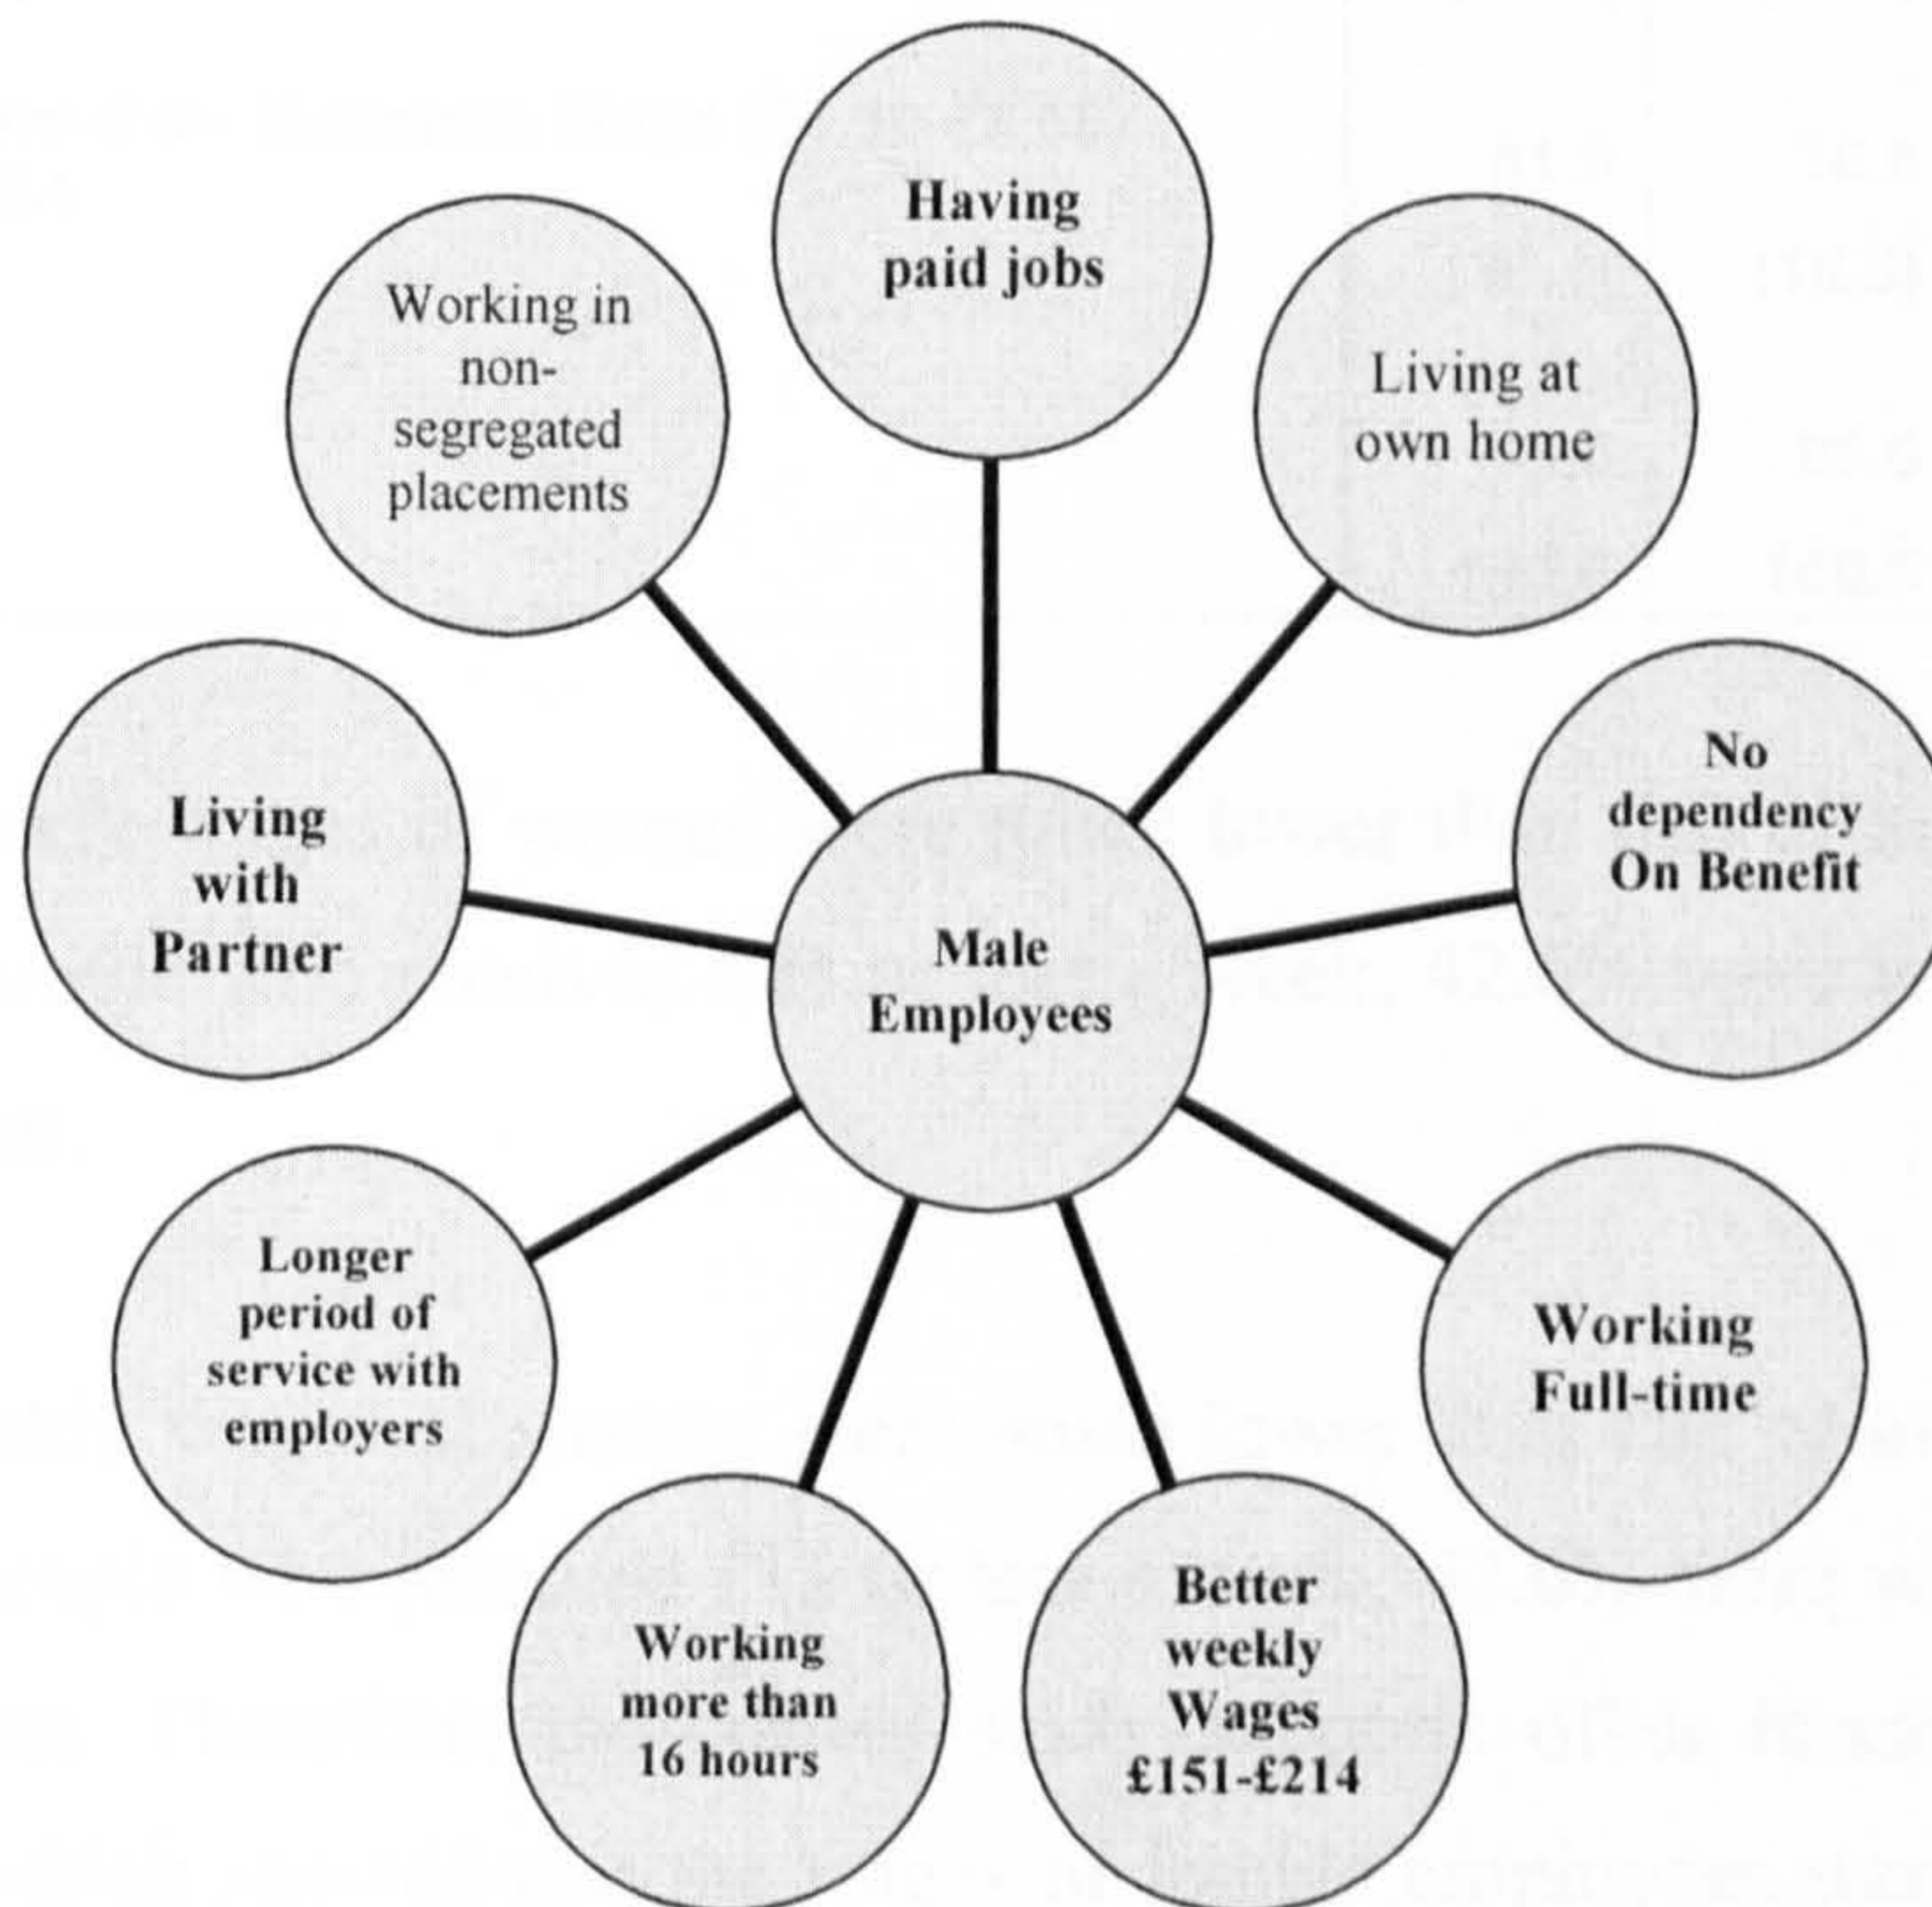 Having
paid jobs
Working in
non-
segregated
placements
Living at
own home
No
dependency
On Benefit
Living
with
Partner
Male
Employees
Longer
period of
service with
employers
Working
Full-time
Working
more than
16 hours
Better
weekly
Wages
£151-£214